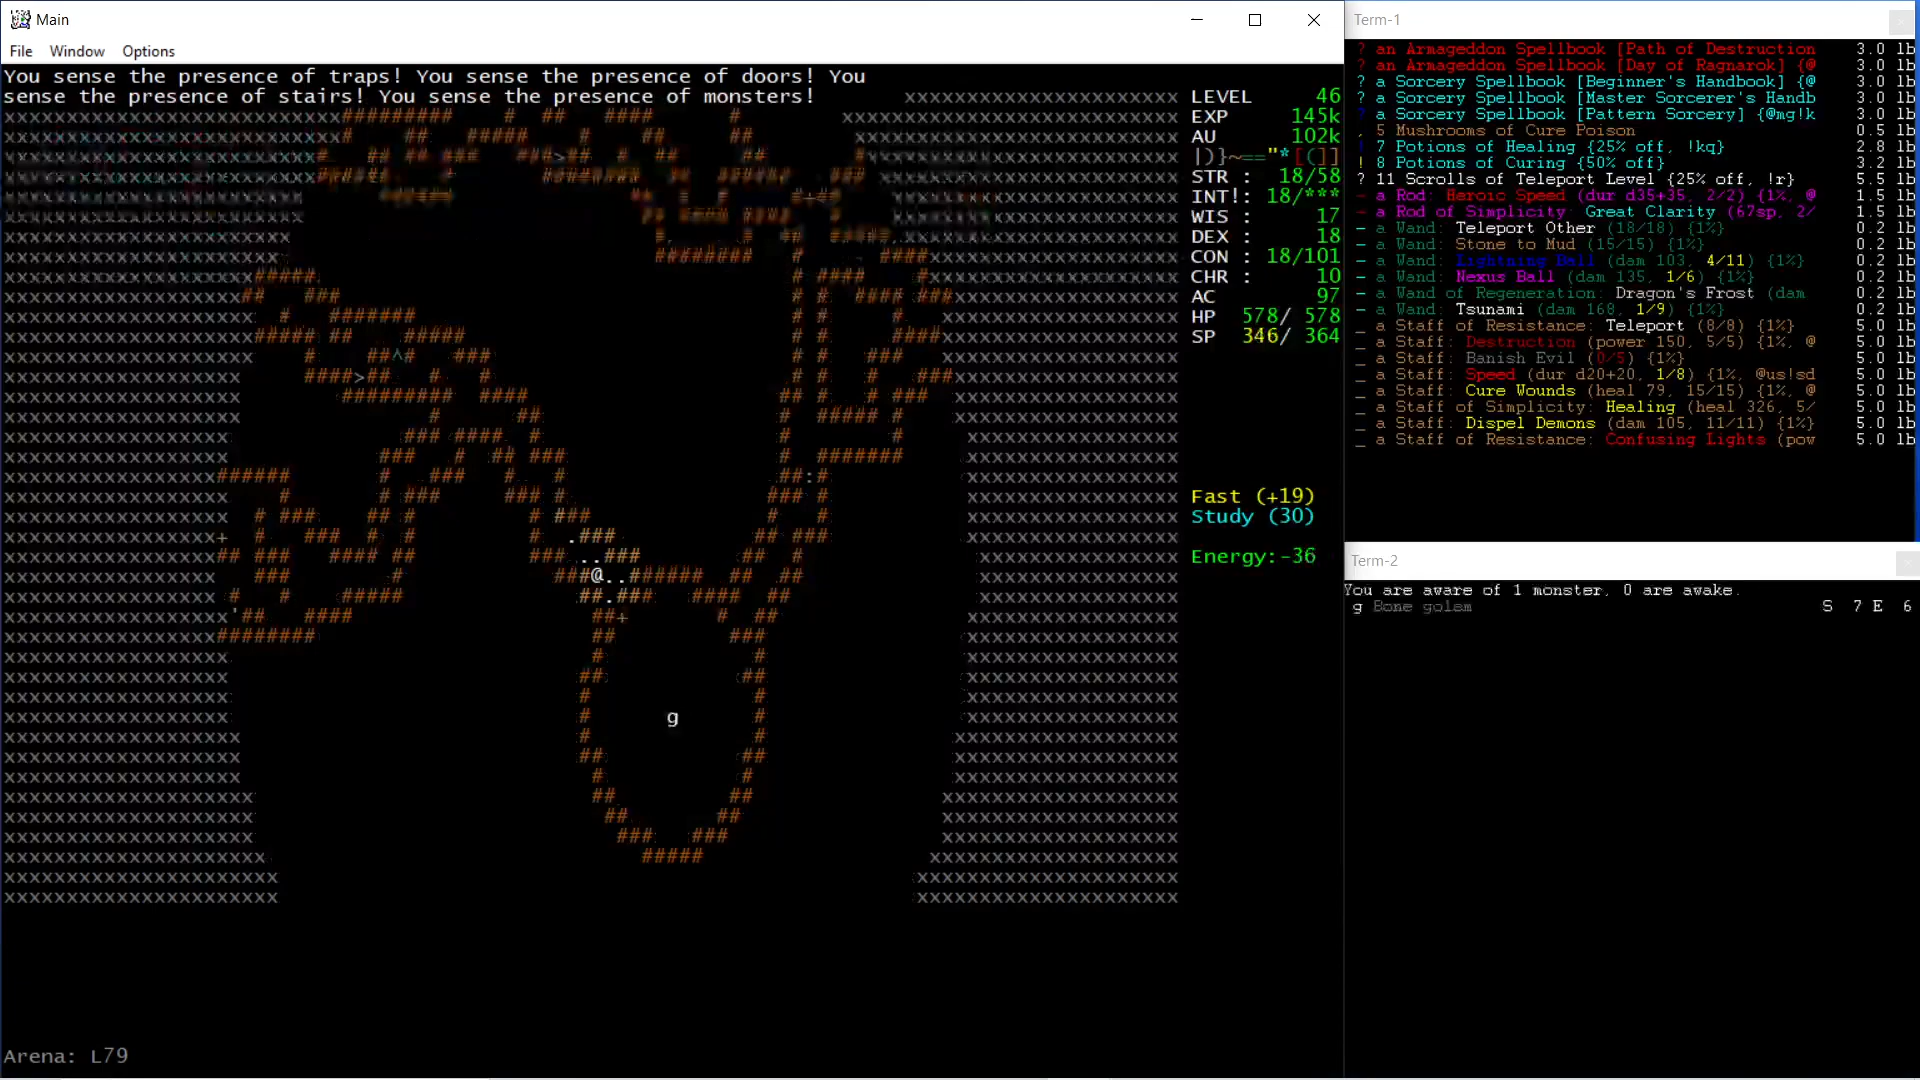 Main
File Window Options
You sense the presence of traps! You sense the presence of doors! You
sense the presence of stairs! You sense the presence of monsters!
LEVEL 46
EXP 145k
AU 102k
|)}~=="*[(]]
STR : 18/58
INT!: 18/***
WIS : 17
DEX : 18
CON : 18/101
CHR : 10
AC 97
HP 578/ 578
SP 346/ 364
Fast (+19)
Study (30)
Energy:-36
Arena: L79
Term-1
? an Armageddon Spellbook [Path of Destruction 3.0 lb
? an Armageddon Spellbook [Day of Ragnarok] {@ 3.0 lb
? a Sorcery Spellbook [Beginner's Handbook] {@ 3.0 lb
? a Sorcery Spellbook [Master Sorcerer's Handb 3.0 lb
? a Sorcery Spellbook [Pattern Sorcery] {@mg!k 3.0 lb
, 5 Mushrooms of Cure Poison 0.5 lb
! 7 Potions of Healing {25% off, !kq} 2.8 lb
! 8 Potions of Curing {50% off} 3.2 lb
? 11 Scrolls of Teleport Level {25% off, !r} 5.5 lb
- a Rod: Heroic Speed (dur d35+35, 2/2) {1%, @ 1.5 lb
- a Rod of Simplicity: Great Clarity (67sp, 2/ 1.5 lb
- a Wand: Teleport Other (18/18) {1%} 0.2 lb
- a Wand: Stone to Mud (15/15) {1%} 0.2 lb
- a Wand: Lightning Ball (dam 103, 4/11) {1%} 0.2 lb
- a Wand: Nexus Ball (dam 135, 1/6) {1%} 0.2 lb
- a Wand of Regeneration: Dragon's Frost (dam 0.2 lb
- a Wand: Tsunami (dam 168, 1/9) {1%} 0.2 lb
_ a Staff of Resistance: Teleport (8/8) {1%} 5.0 lb
_ a Staff: Destruction (power 150, 5/5) {1%, @ 5.0 lb
_ a Staff: Banish Evil (0/5) {1%} 5.0 lb
_ a Staff: Speed (dur d20+20, 1/8) {1%, @us!sd 5.0 lb
_ a Staff: Cure Wounds (heal 79, 15/15) {1%, @ 5.0 lb
_ a Staff of Simplicity: Healing (heal 326, 5/ 5.0 lb
_ a Staff: Dispel Demons (dam 105, 11/11) {1%} 5.0 lb
_ a Staff of Resistance: Confusing Lights (pow 5.0 lb
Term-2
You are aware of 1 monster, 0 are awake.
g Bone golem S 7 E 6